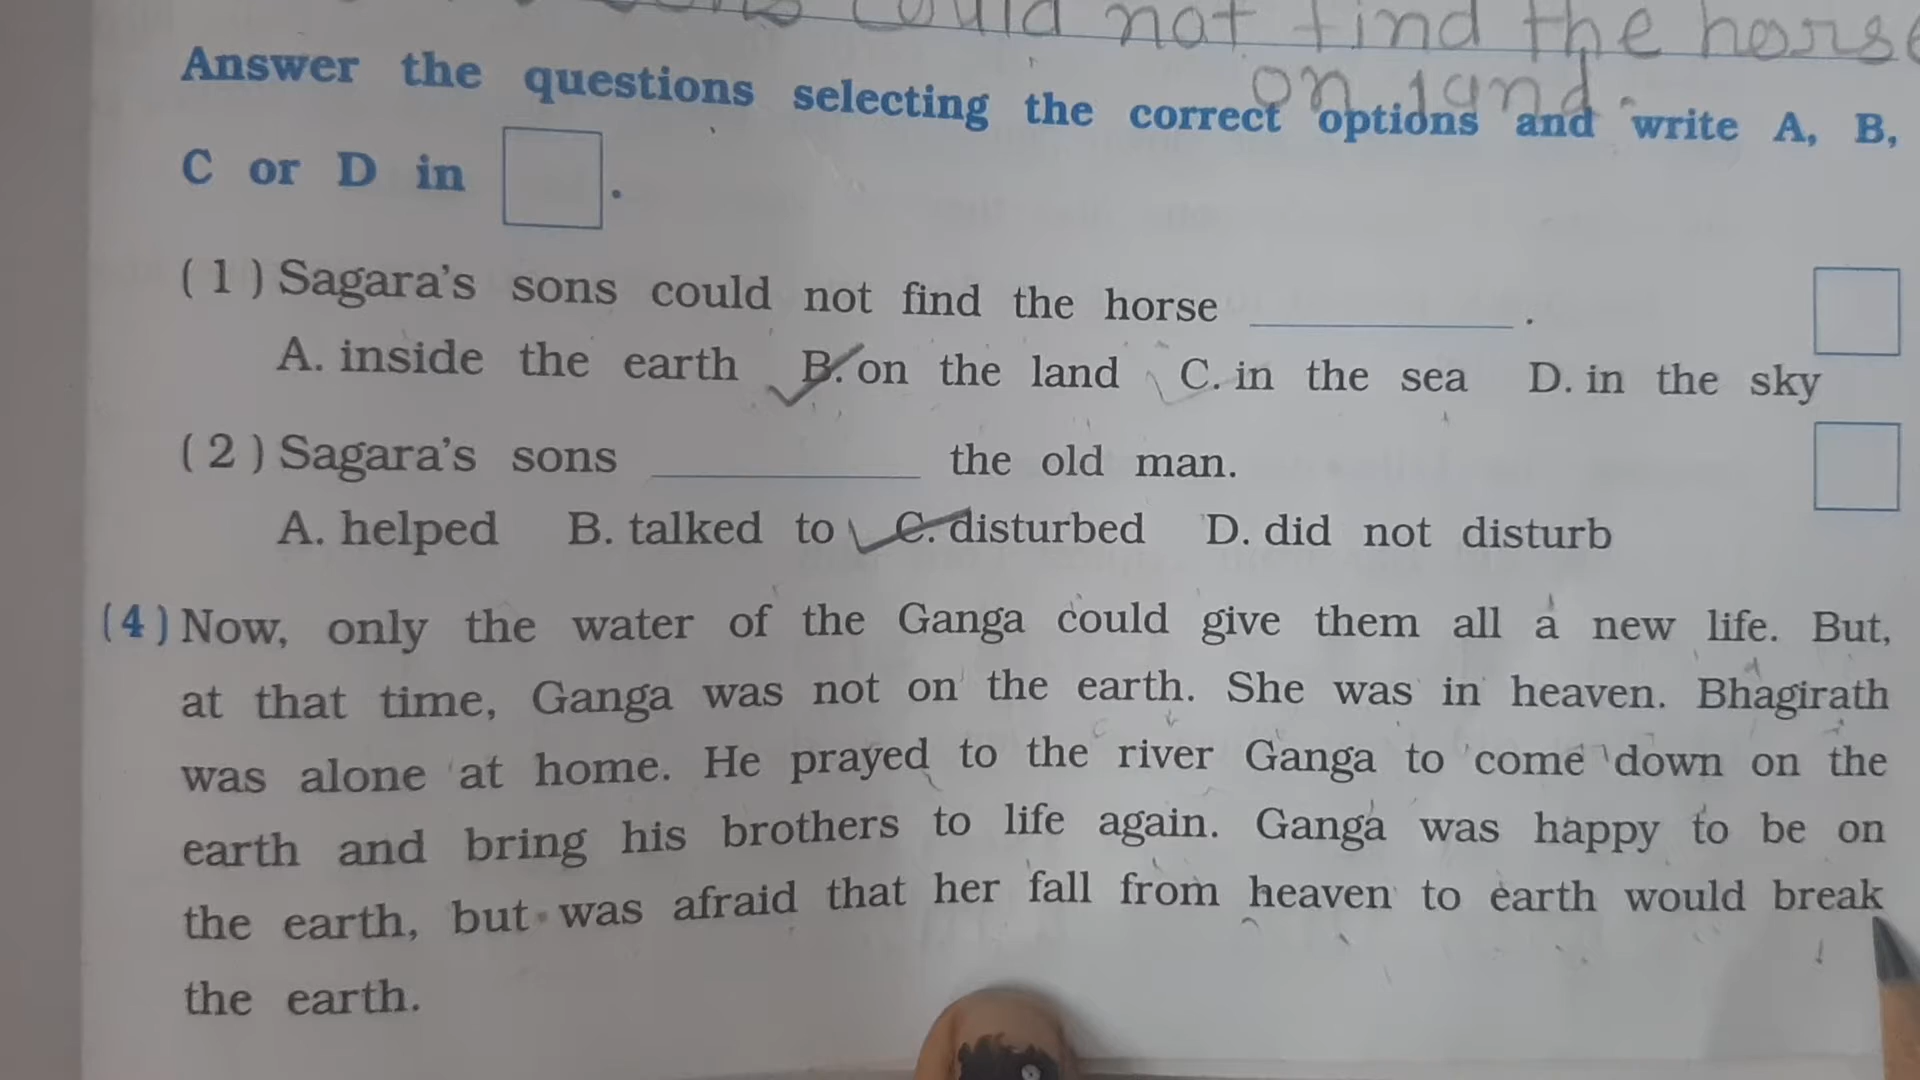 could not find the horse
on land.
Answer the questions selecting the correct options and write A, B,
C or D in .
(1) Sagara's sons could not find the horse ________ .
A. inside the earth B. on the land C. in the sea D. in the sky
(2) Sagara's sons ________ the old man.
A. helped B. talked to C. disturbed D. did not disturb
(4) Now, only the water of the Ganga could give them all a new life. But,
at that time, Ganga was not on the earth. She was in heaven. Bhagirath
was alone at home. He prayed to the river Ganga to come down on the
earth and bring his brothers to life again. Ganga was happy to be on
the earth, but was afraid that her fall from heaven to earth would break
the earth.